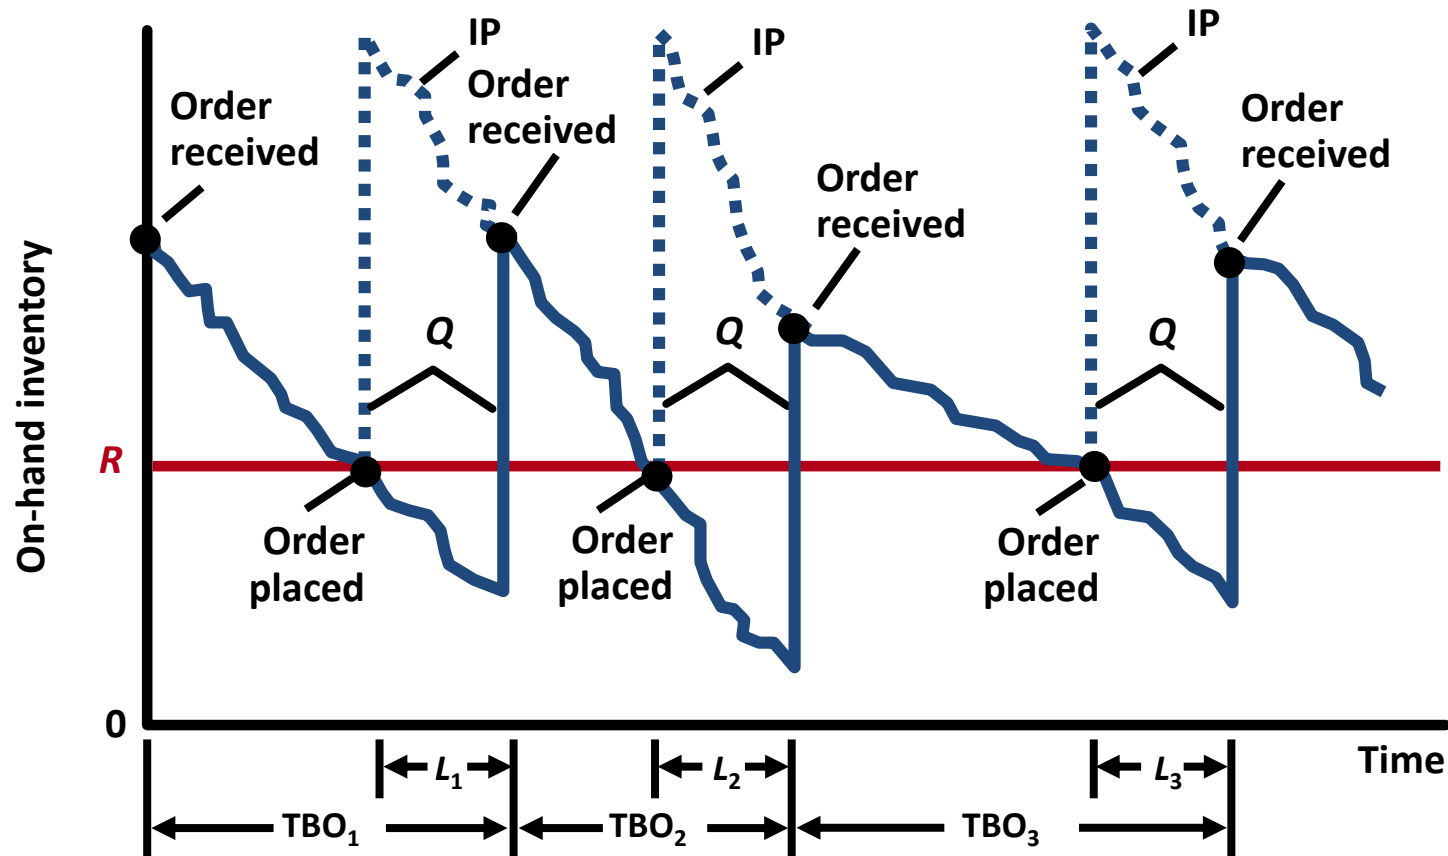 IP
IP
IP
Order
received
Order
received
Order
received
Order
received
On-hand inventory
Q
Q
Q
R
Order
placed
Order
placed
Order
placed
0
Time
L1
L2
L3
TBO1
TBO2
TBO3